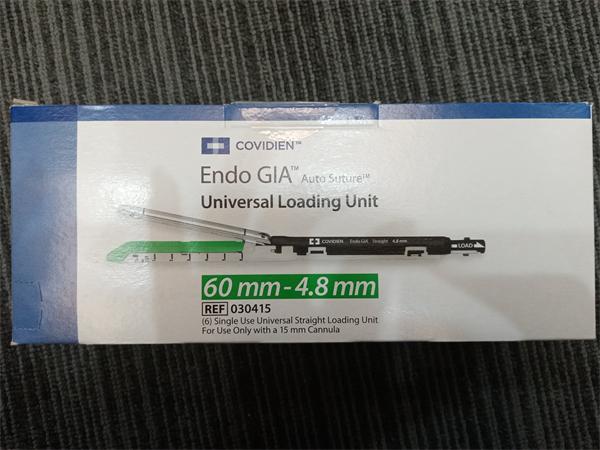 COVIDIEN™
Endo GIA™ Auto Suture™
Universal Loading Unit
COVIDIEN Endo GIA Straight 4.8 mm
LOAD
60 mm - 4.8 mm
REF 030415
(6) Single Use Universal Straight Loading Unit
For Use Only with a 15 mm Cannula